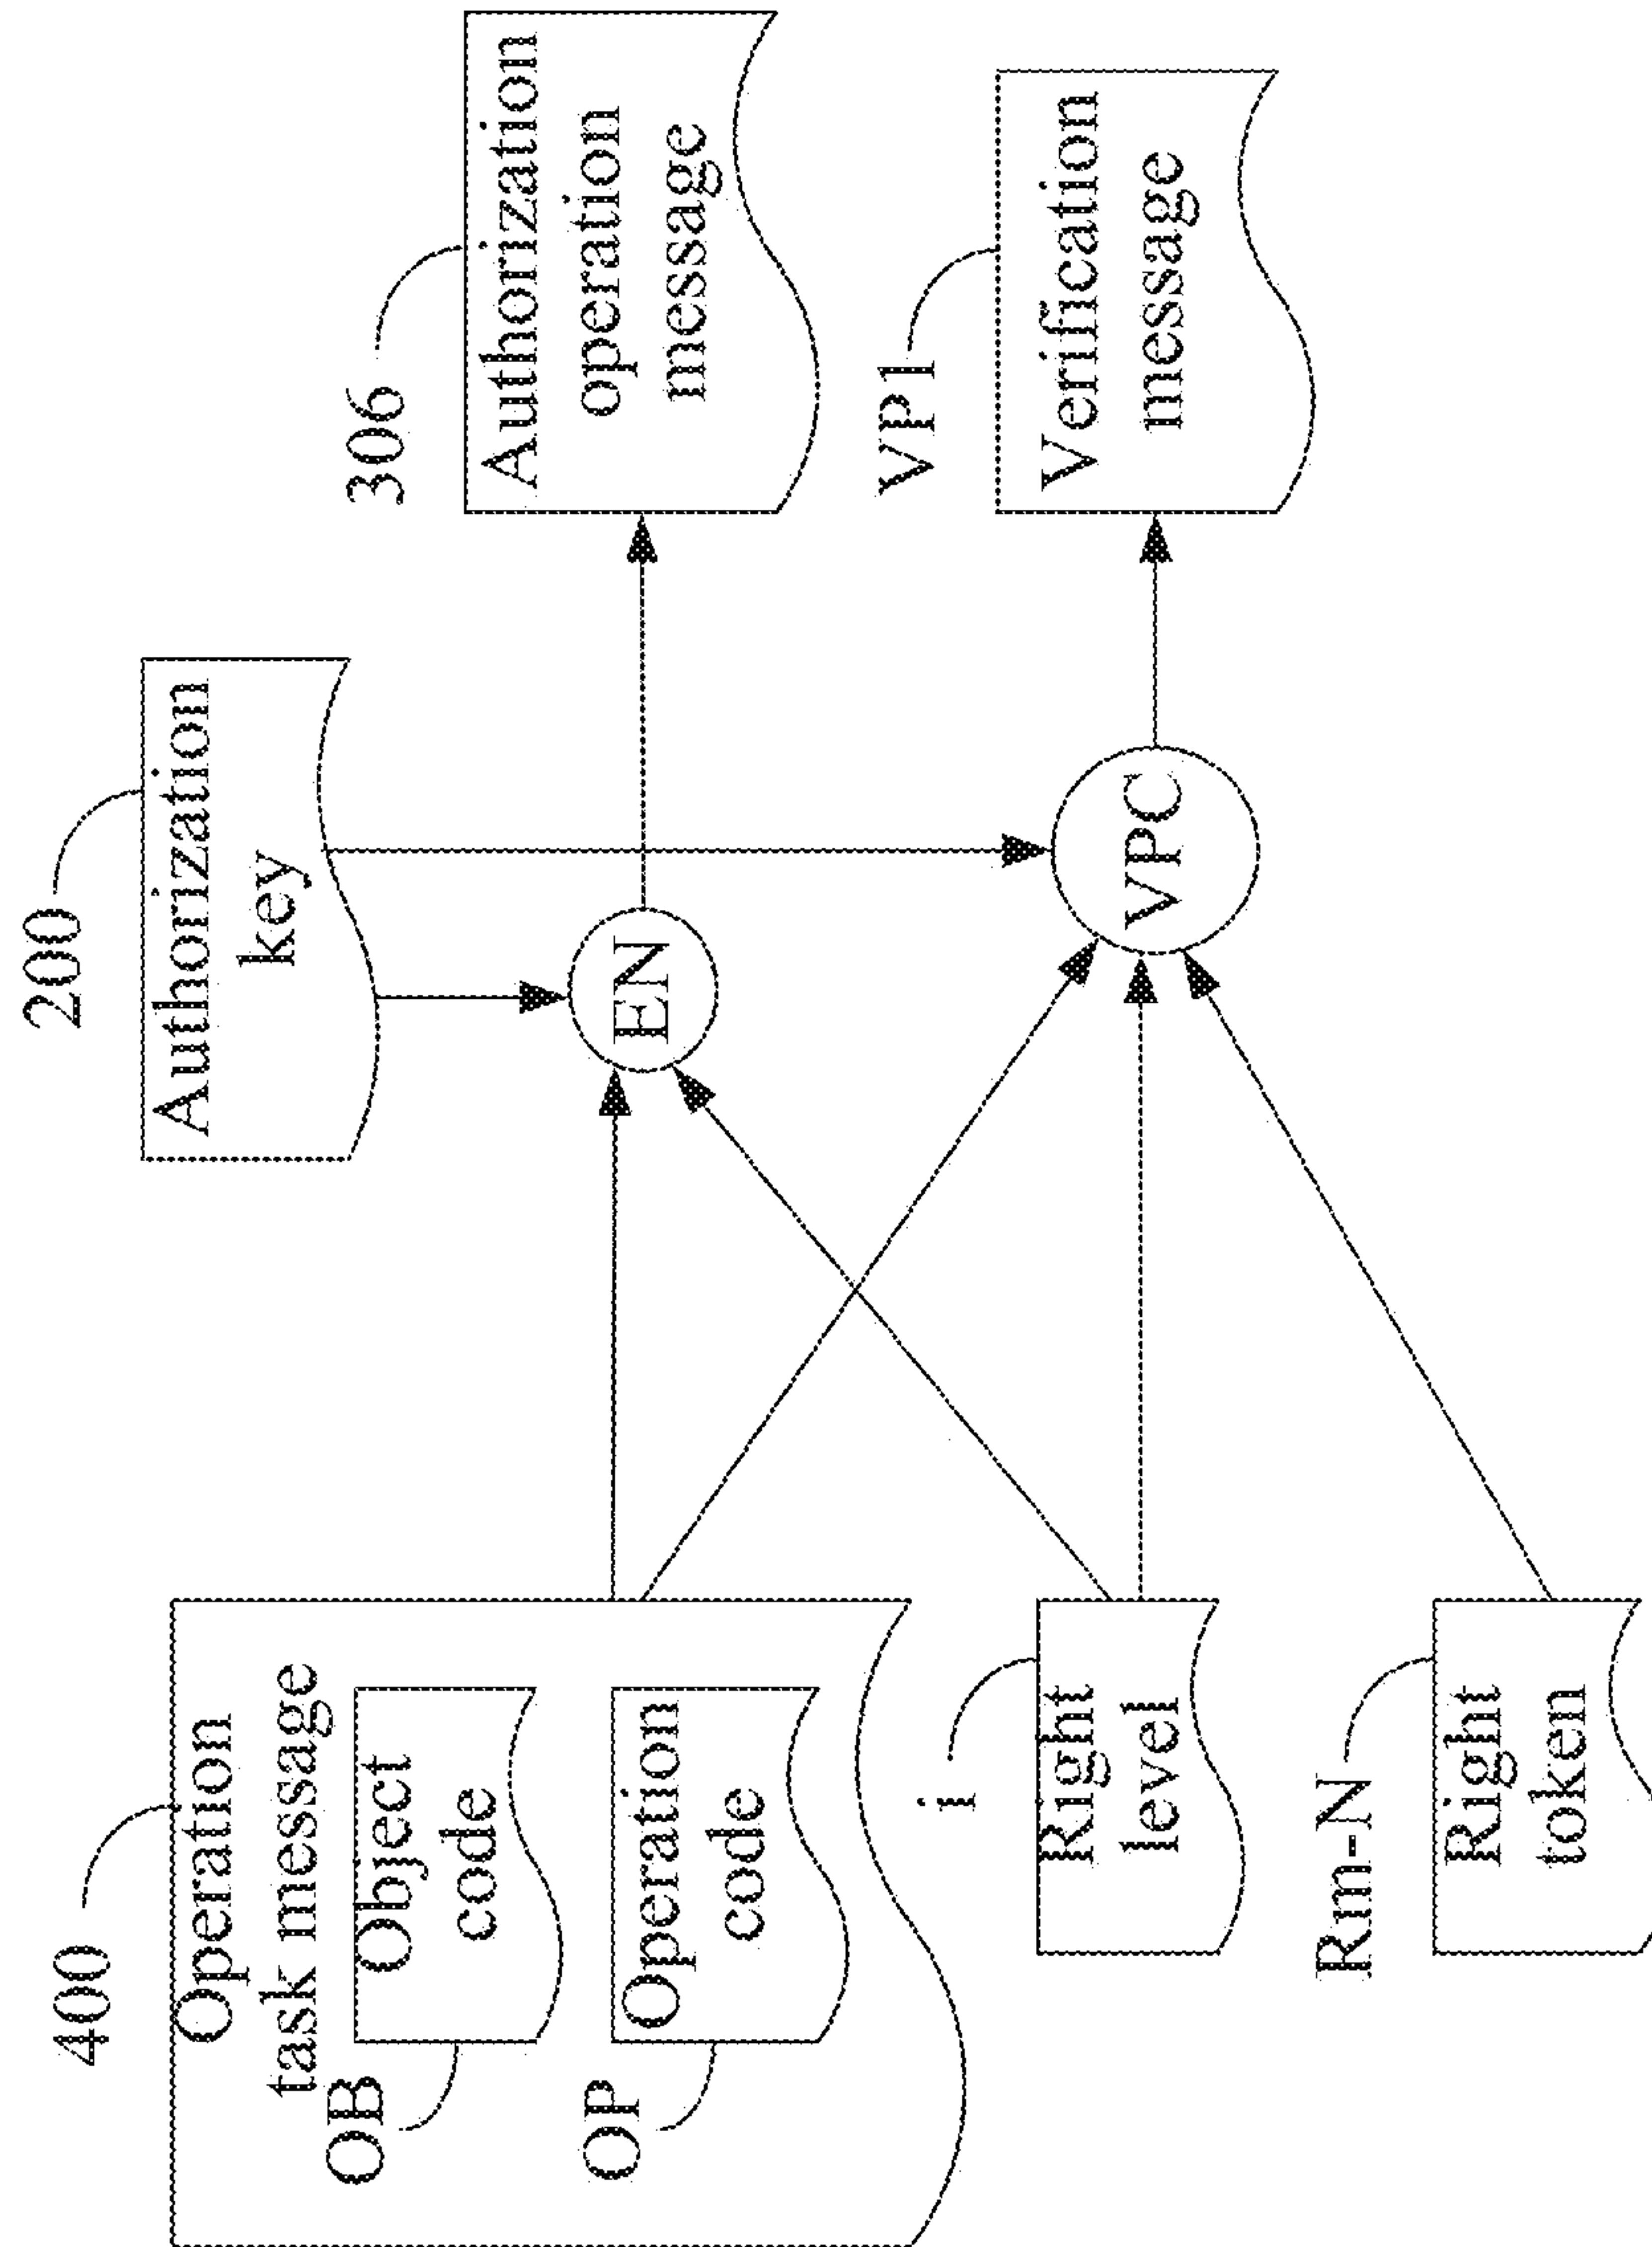 400
Operation
task message
OB
Object
code
OP
Operation
code
i
Right
level
Rm-N
Right
token
200
Authorization
key
EN
VPC
306
Authorization
operation
message
VP1
Verification
message